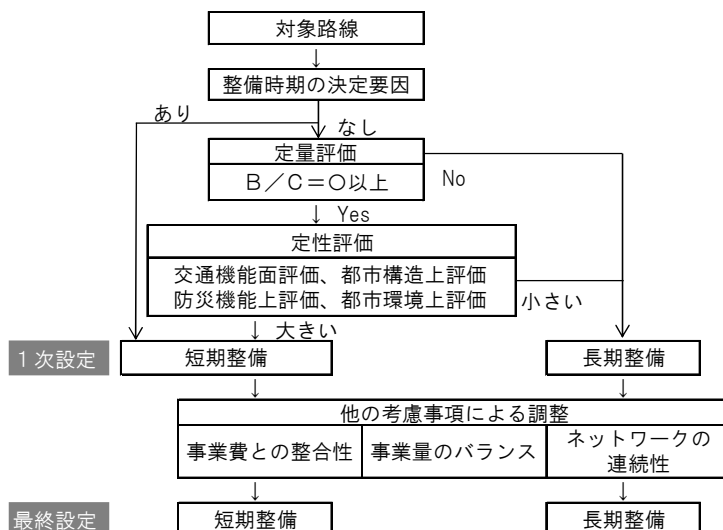 対象路線
↓
整備時期の決定要因
あり
↓ なし
定量評価
B／C＝○以上
No
↓ Yes
定性評価
交通機能面評価、都市構造上評価
防災機能上評価、都市環境上評価
小さい
↓ 大きい
1次設定
短期整備
長期整備
↓ ↓
他の考慮事項による調整
事業費との整合性
事業量のバランス
ネットワークの
連続性
↓ ↓
最終設定
短期整備
長期整備